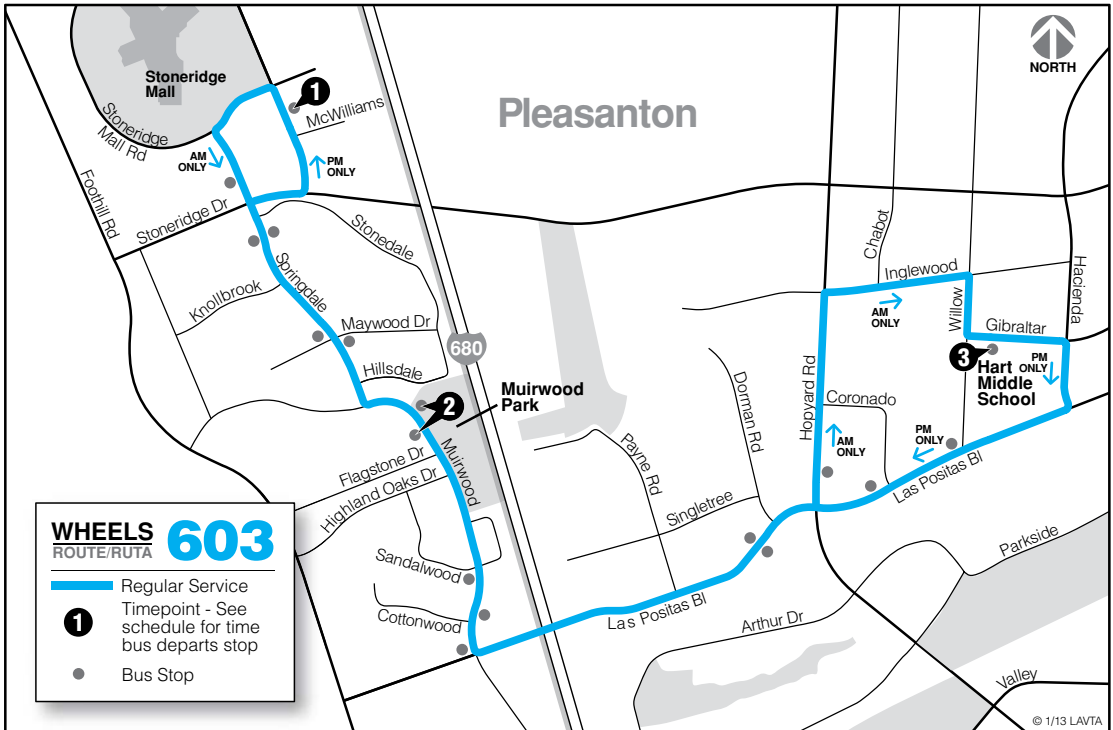 Stoneridge
Mall
1
McWilliams
Stoneridge
Mall Rd
AM
ONLY
PM
ONLY
Pleasanton
NORTH
Foothill Rd
Stoneridge Dr
Stonedale
Springdale
Knollbrook
Maywood Dr
Hillsdale
680
2
Muirwood
Park
Muirwood
Flagstone Dr
Highland Oaks Dr
Sandalwood
Cottonwood
Chabot
Inglewood
AM
ONLY
Willow
Hacienda
Gibraltar
3
Hart
Middle
School
PM
ONLY
Hopyard Rd
Coronado
AM
ONLY
PM
ONLY
Las Positas Bl
Dorman Rd
Payne Rd
Singletree
Las Positas Bl
Arthur Dr
Parkside
Valley
WHEELS
ROUTE/RUTA
603
Regular Service
1
Timepoint - See
schedule for time
bus departs stop
Bus Stop
© 1/13 LAVTA